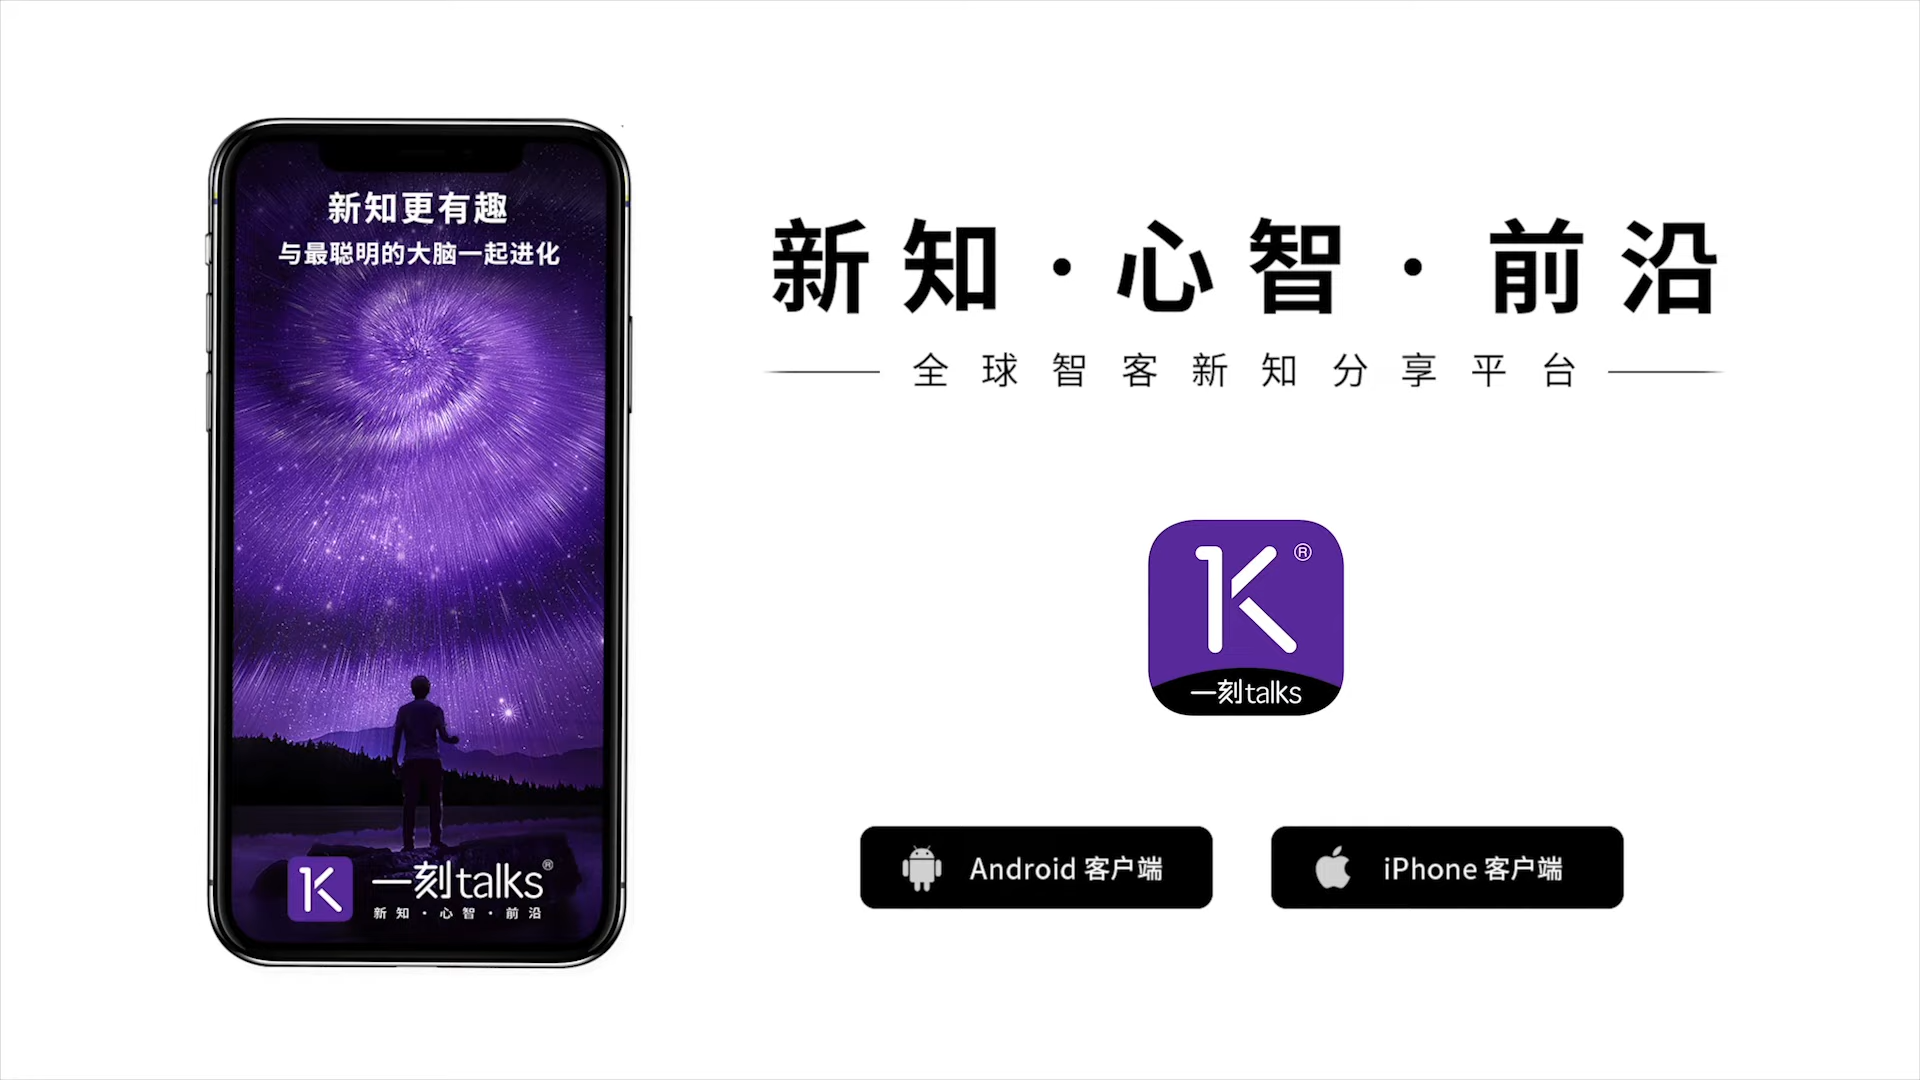 新知更有趣
与最聪明的大脑一起进化
一刻talks®
新知·心智·前沿
新知·心智·前沿
全球智客新知分享平台
K®
一刻talks
Android 客户端
iPhone 客户端